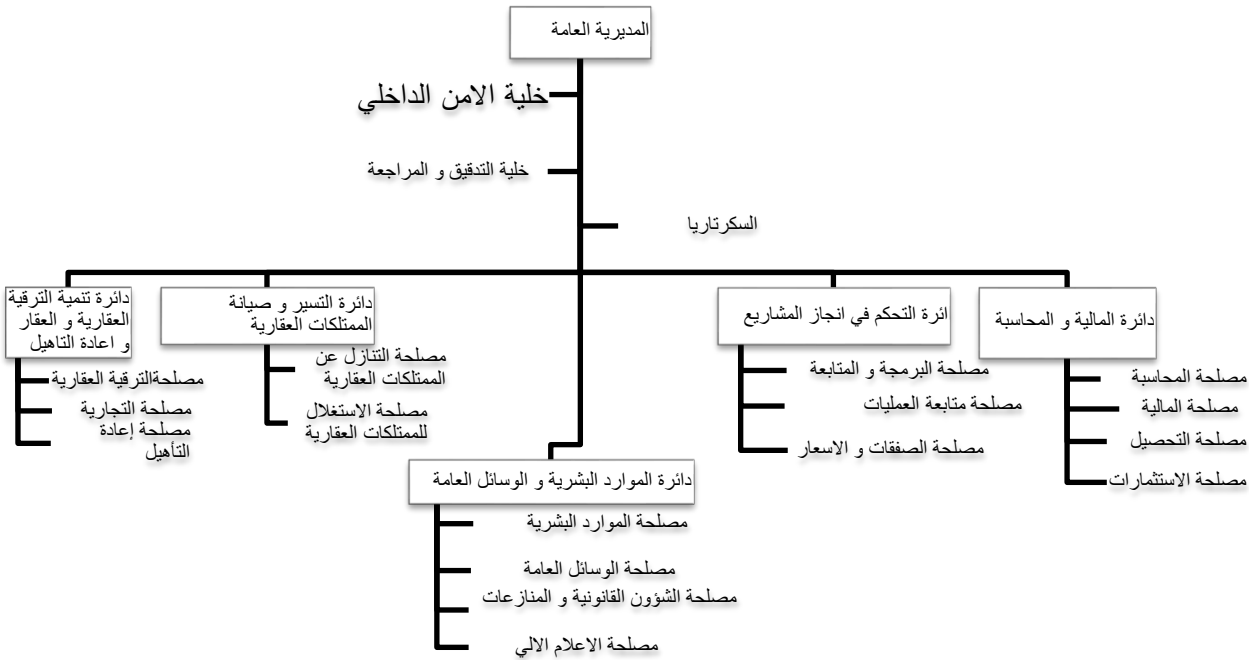 المديرية العامة
خلية الامن الداخلي
خلية التدقيق و المراجعة
السكرتاريا
دائرة المالية و المحاسبة
مصلحة المحاسبة
مصلحة المالية
مصلحة التحصيل
مصلحة الاستثمارات
ائرة التحكم في انجاز المشاريع
مصلحة البرمجة و المتابعة
مصلحة متابعة العمليات
مصلحة الصفقات و الاسعار
دائرة التسير و صيانة
الممتلكات العقارية
مصلحة التنازل عن
الممتلكات العقارية
مصلحة الاستغلال
للممتلكات العقارية
دائرة تنمية الترقية
العقارية و العقار
و اعادة التاهيل
مصلحةالترقية العقارية
مصلحة التجارية
مصلحة إعادة
التأهيل
دائرة الموارد البشرية و الوسائل العامة
مصلحة الموارد البشرية
مصلحة الوسائل العامة
مصلحة الشؤون القانونية و المنازعات
مصلحة الاعلام الالي